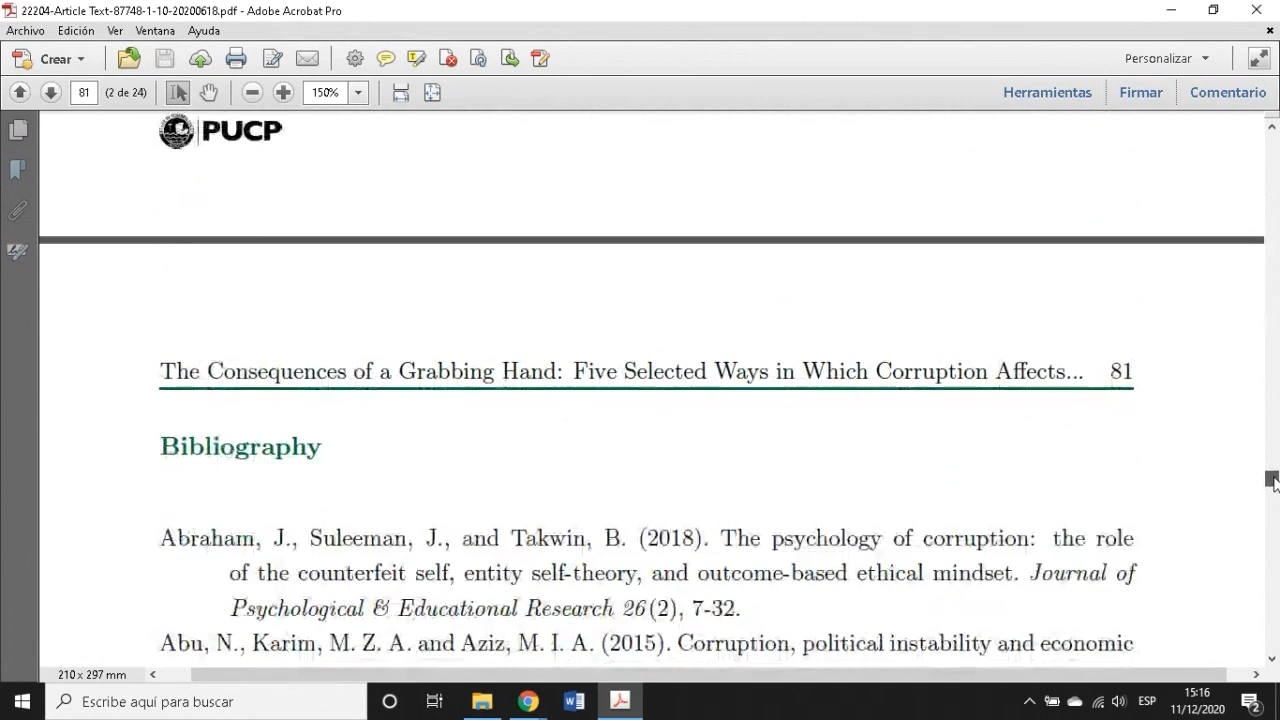 22204-Article Text-87748-1-10-20200618.pdf - Adobe Acrobat Pro
Archivo Edición Ver Ventana Ayuda
Crear
Personalizar
81 (2 de 24) 150% Herramientas Firmar Comentario
PUCP
The Consequences of a Grabbing Hand: Five Selected Ways in Which Corruption Affects... 81
Bibliography
Abraham, J., Suleeman, J., and Takwin, B. (2018). The psychology of corruption: the role
of the counterfeit self, entity self-theory, and outcome-based ethical mindset. Journal of
Psychological & Educational Research 26(2), 7-32.
Abu, N., Karim, M. Z. A. and Aziz, M. I. A. (2015). Corruption, political instability and economic
210 x 297 mm
Escribe aquí para buscar
ESP
15:16
11/12/2020
2